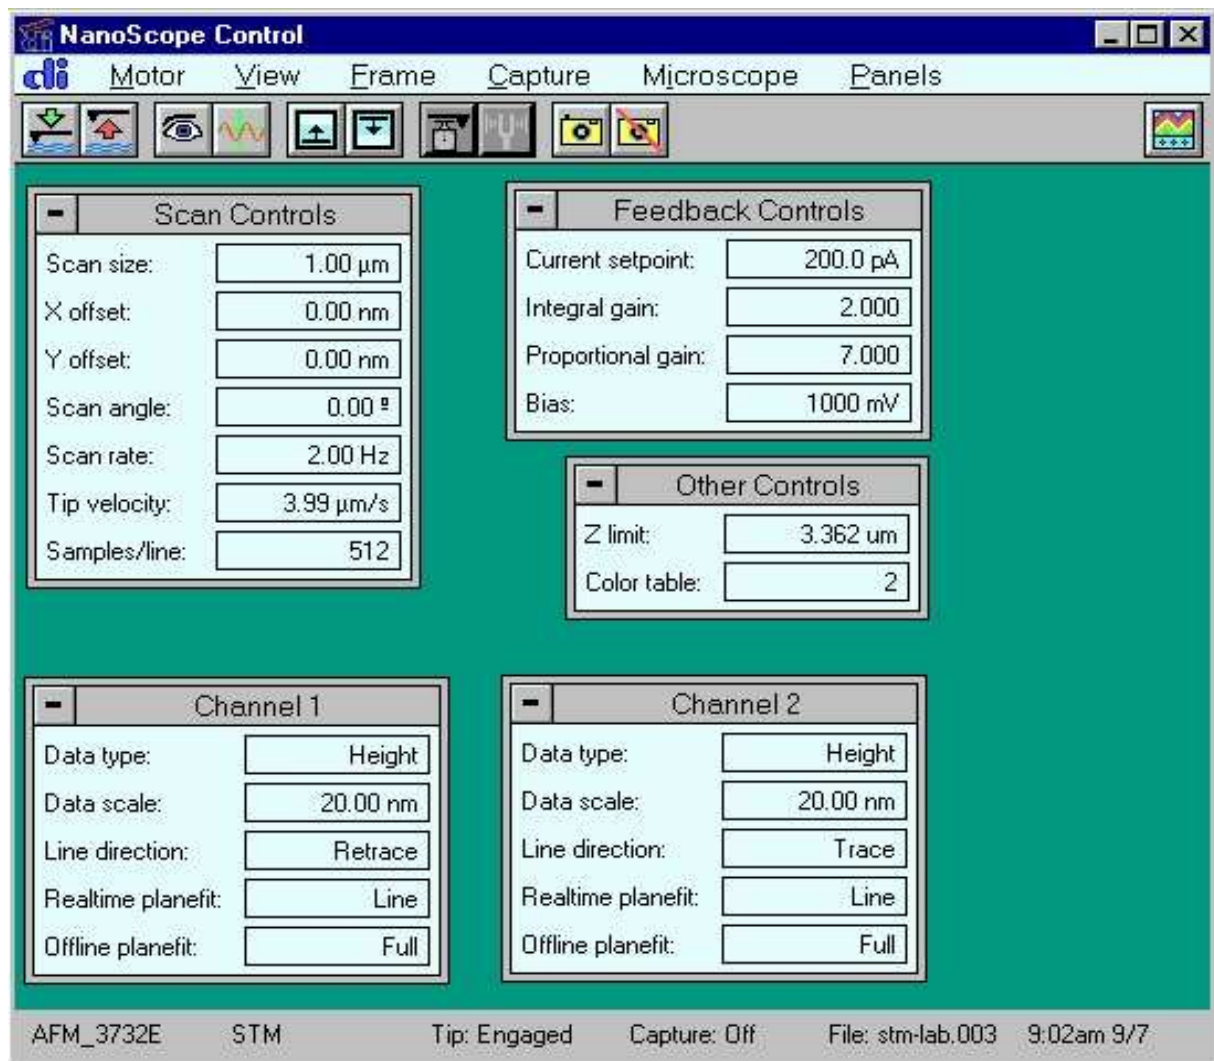 NanoScope Control
di Motor View Frame Capture Microscope Panels
Scan Controls
Scan size: 1.00 µm
X offset: 0.00 nm
Y offset: 0.00 nm
Scan angle: 0.00 º
Scan rate: 2.00 Hz
Tip velocity: 3.99 µm/s
Samples/line: 512
Feedback Controls
Current setpoint: 200.0 pA
Integral gain: 2.000
Proportional gain: 7.000
Bias: 1000 mV
Other Controls
Z limit: 3.362 um
Color table: 2
Channel 1
Data type: Height
Data scale: 20.00 nm
Line direction: Retrace
Realtime planefit: Line
Offline planefit: Full
Channel 2
Data type: Height
Data scale: 20.00 nm
Line direction: Trace
Realtime planefit: Line
Offline planefit: Full
AFM_3732E STM Tip: Engaged Capture: Off File: stm-lab.003 9:02am 9/7